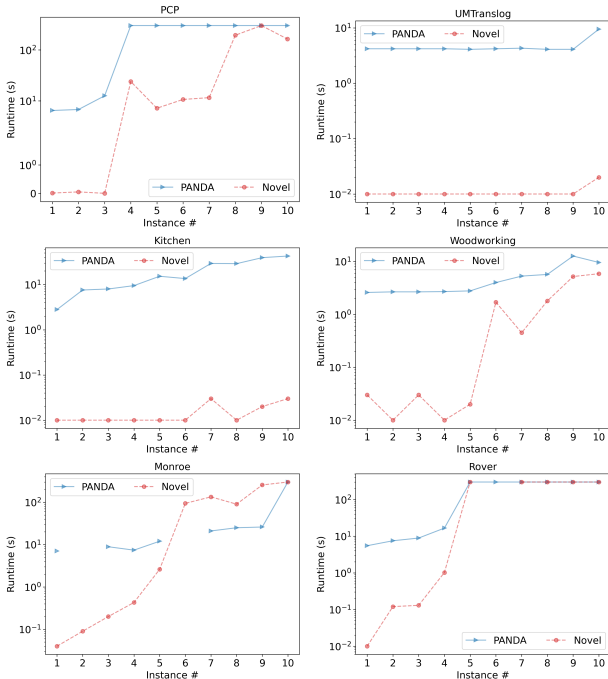 PCP
Runtime (s)
10²
10¹
10⁰
0
PANDA
Novel
1 2 3 4 5 6 7 8 9 10
Instance #
UMTranslog
Runtime (s)
10¹
10⁰
10⁻¹
10⁻²
PANDA
Novel
1 2 3 4 5 6 7 8 9 10
Instance #
Kitchen
Runtime (s)
10¹
10⁰
10⁻¹
10⁻²
PANDA
Novel
1 2 3 4 5 6 7 8 9 10
Instance #
Woodworking
Runtime (s)
10¹
10⁰
10⁻¹
10⁻²
PANDA
Novel
1 2 3 4 5 6 7 8 9 10
Instance #
Monroe
Runtime (s)
10²
10¹
10⁰
10⁻¹
PANDA
Novel
1 2 3 4 5 6 7 8 9 10
Instance #
Rover
Runtime (s)
10²
10¹
10⁰
10⁻¹
10⁻²
PANDA
Novel
1 2 3 4 5 6 7 8 9 10
Instance #